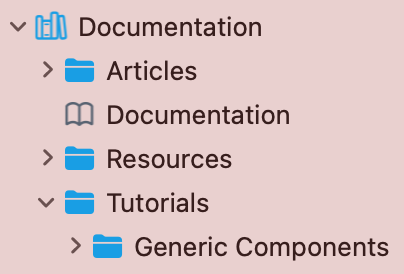 Documentation
Articles
Documentation
Resources
Tutorials
Generic Components